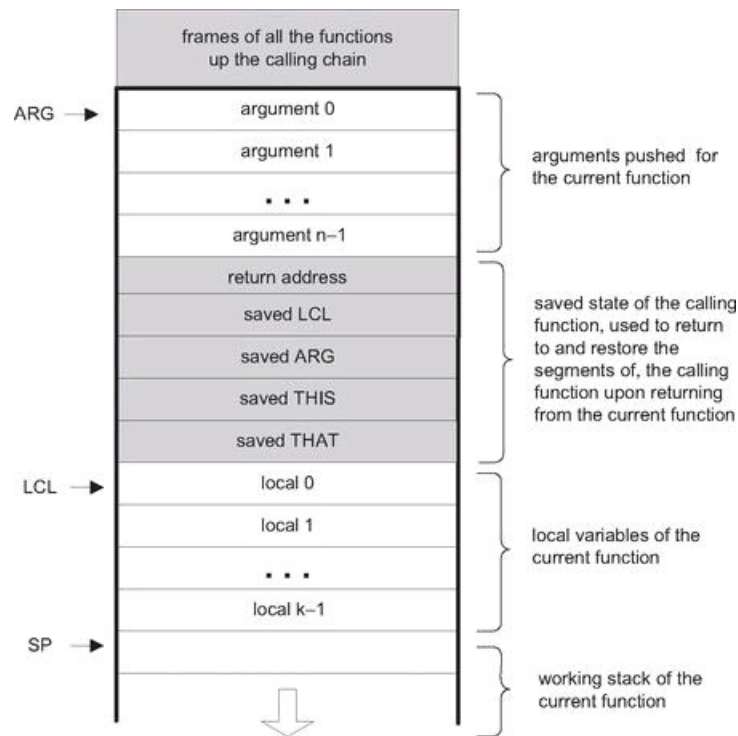 frames of all the functions
up the calling chain
ARG
argument 0
argument 1
. . .
argument n–1
arguments pushed for
the current function
return address
saved LCL
saved ARG
saved THIS
saved THAT
saved state of the calling
function, used to return
to and restore the
segments of, the calling
function upon returning
from the current function
LCL
local 0
local 1
. . .
local k–1
local variables of the
current function
SP
working stack of the
current function